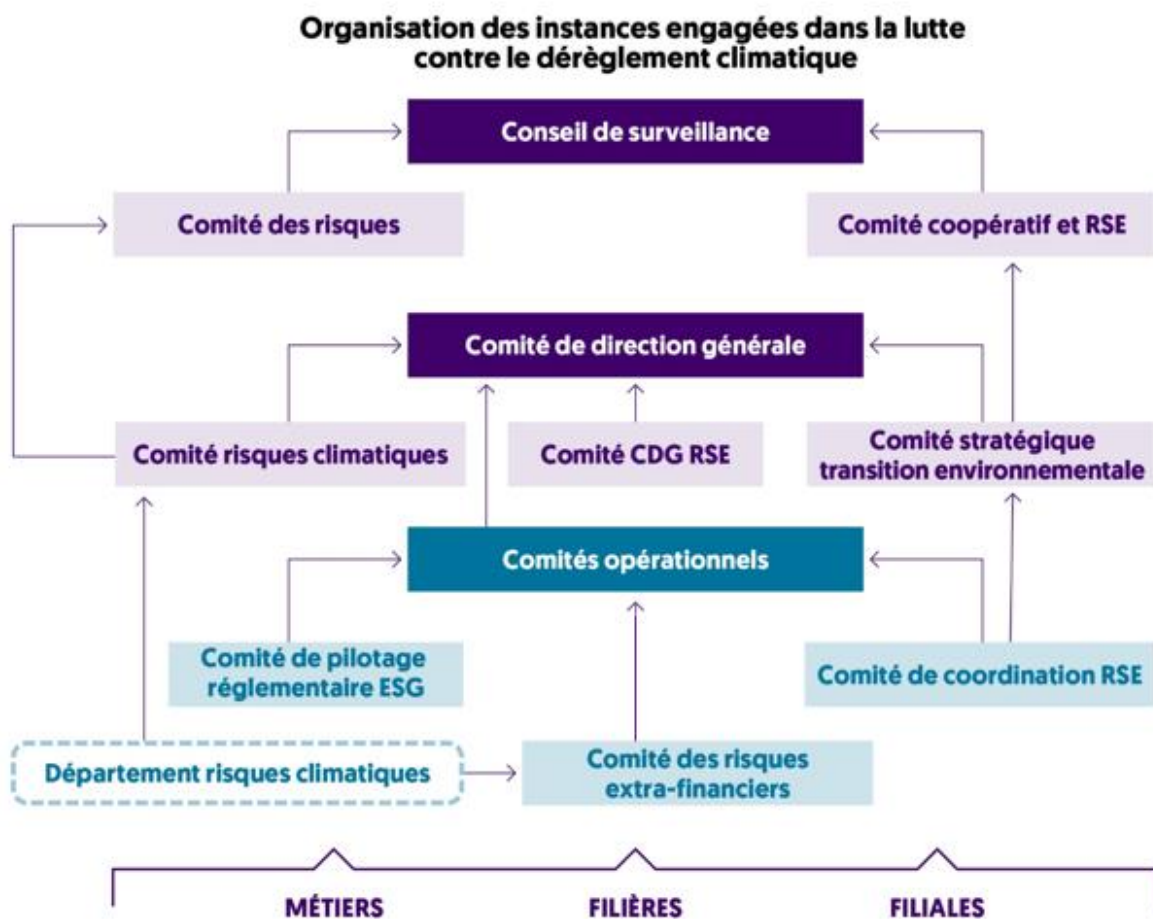 Organisation des instances engagées dans la lutte
contre le dérèglement climatique
Conseil de surveillance
Comité des risques
Comité coopératif et RSE
Comité de direction générale
Comité risques climatiques
Comité CDG RSE
Comité stratégique
transition environnementale
Comités opérationnels
Comité de pilotage
réglementaire ESG
Comité de coordination RSE
Département risques climatiques
Comité des risques
extra-financiers
MÉTIERS
FILIÈRES
FILIALES